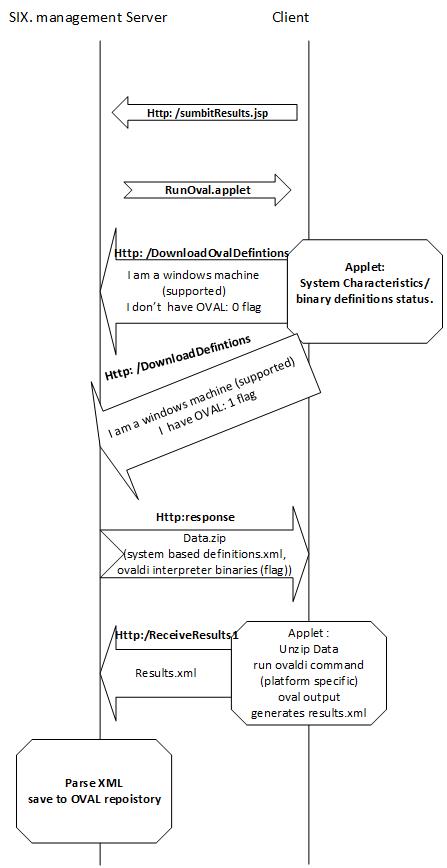 SIX. management Server
Client
Http: /sumbitResults.jsp
RunOval.applet
Http: /DownloadOvalDefintions
I am a windows machine
(supported)
I don't have OVAL: 0 flag
Applet:
System Characteristics/
binary definitions status.
Http: /DownloadDefintions
I am a windows machine (supported)
I have OVAL: 1 flag
Http:response
Data.zip
(system based definitions.xml,
ovaldi interpreter binaries (flag))
Http:/ReceiveResults1
Results.xml
Applet :
Unzip Data
run ovaldi command
(platform specific)
oval output
generates results.xml
Parse XML
save to OVAL repoistory